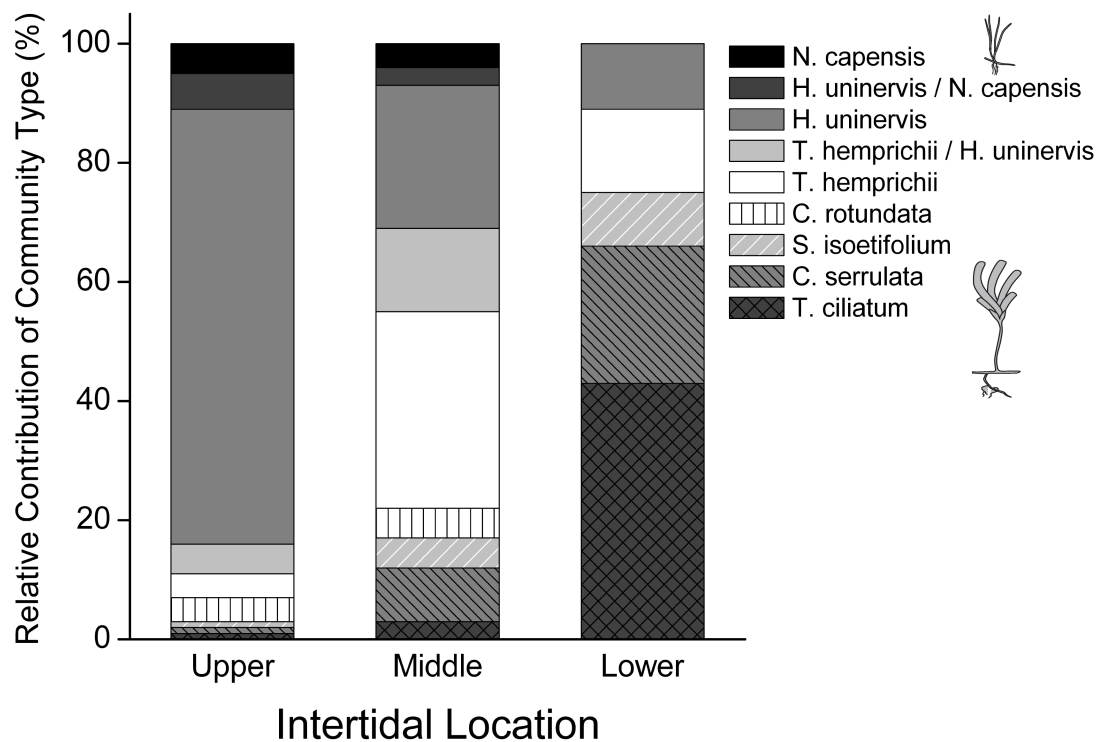 Relative Contribution of Community Type (%)
100
80
60
40
20
0
Upper
Middle
Lower
Intertidal Location
N. capensis
H. uninervis / N. capensis
H. uninervis
T. hemprichii / H. uninervis
T. hemprichii
C. rotundata
S. isoetifolium
C. serrulata
T. ciliatum